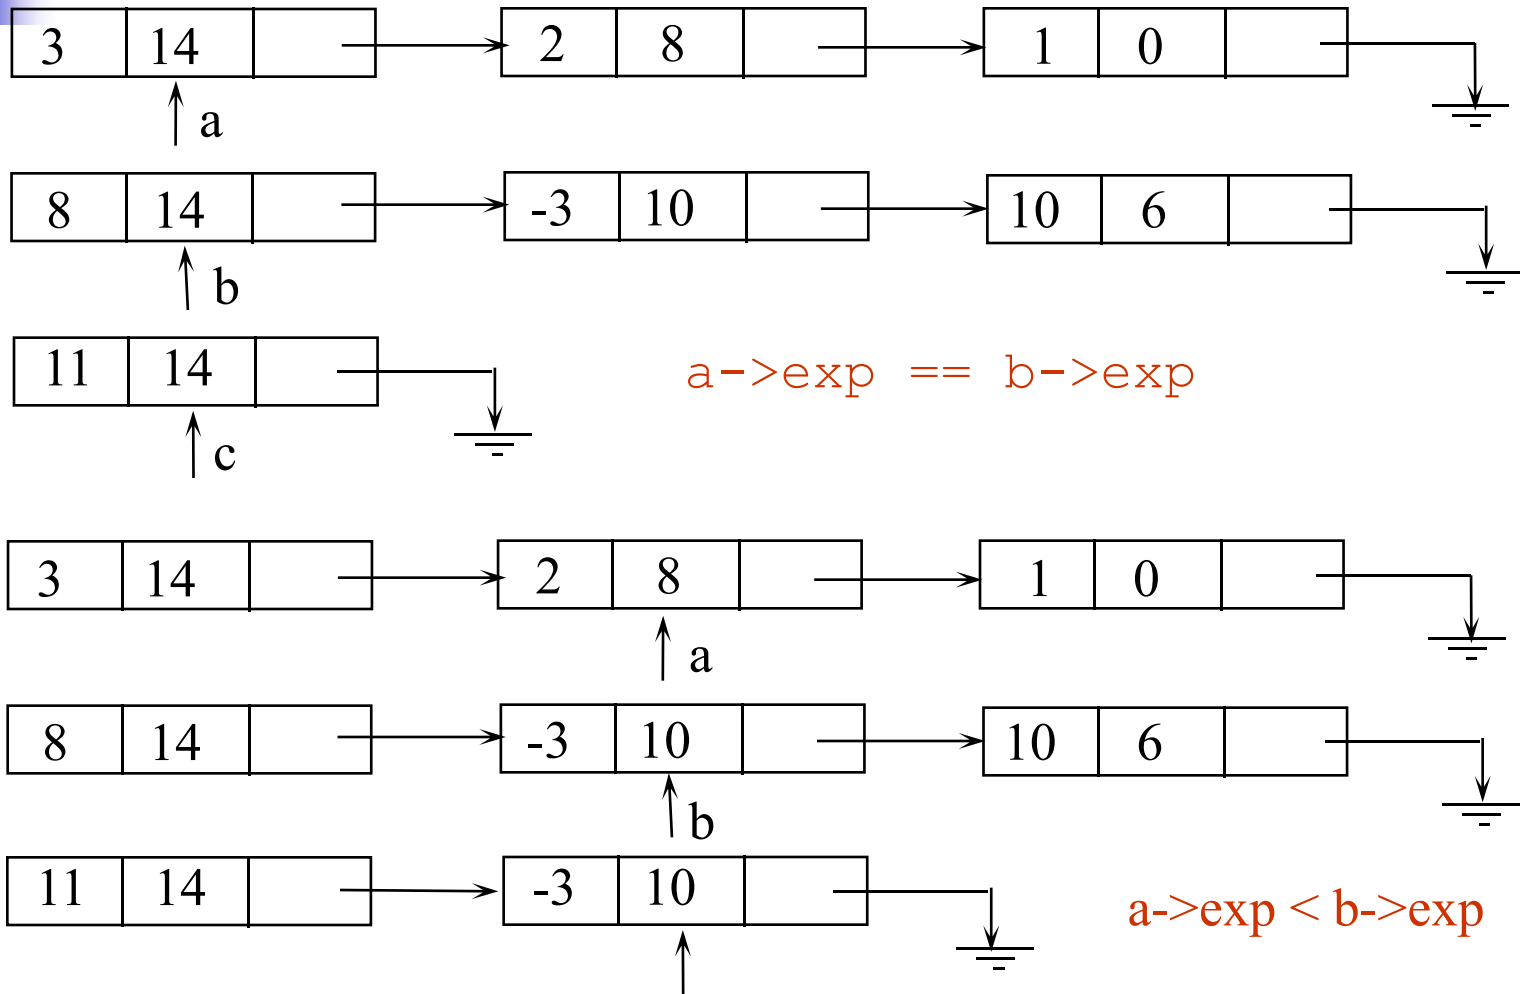 3 14 2 8 1 0
a
8 14 -3 10 10 6
b
11 14 a->exp == b->exp
c
3 14 2 8 1 0
a
8 14 -3 10 10 6
b
11 14 -3 10 a->exp < b->exp